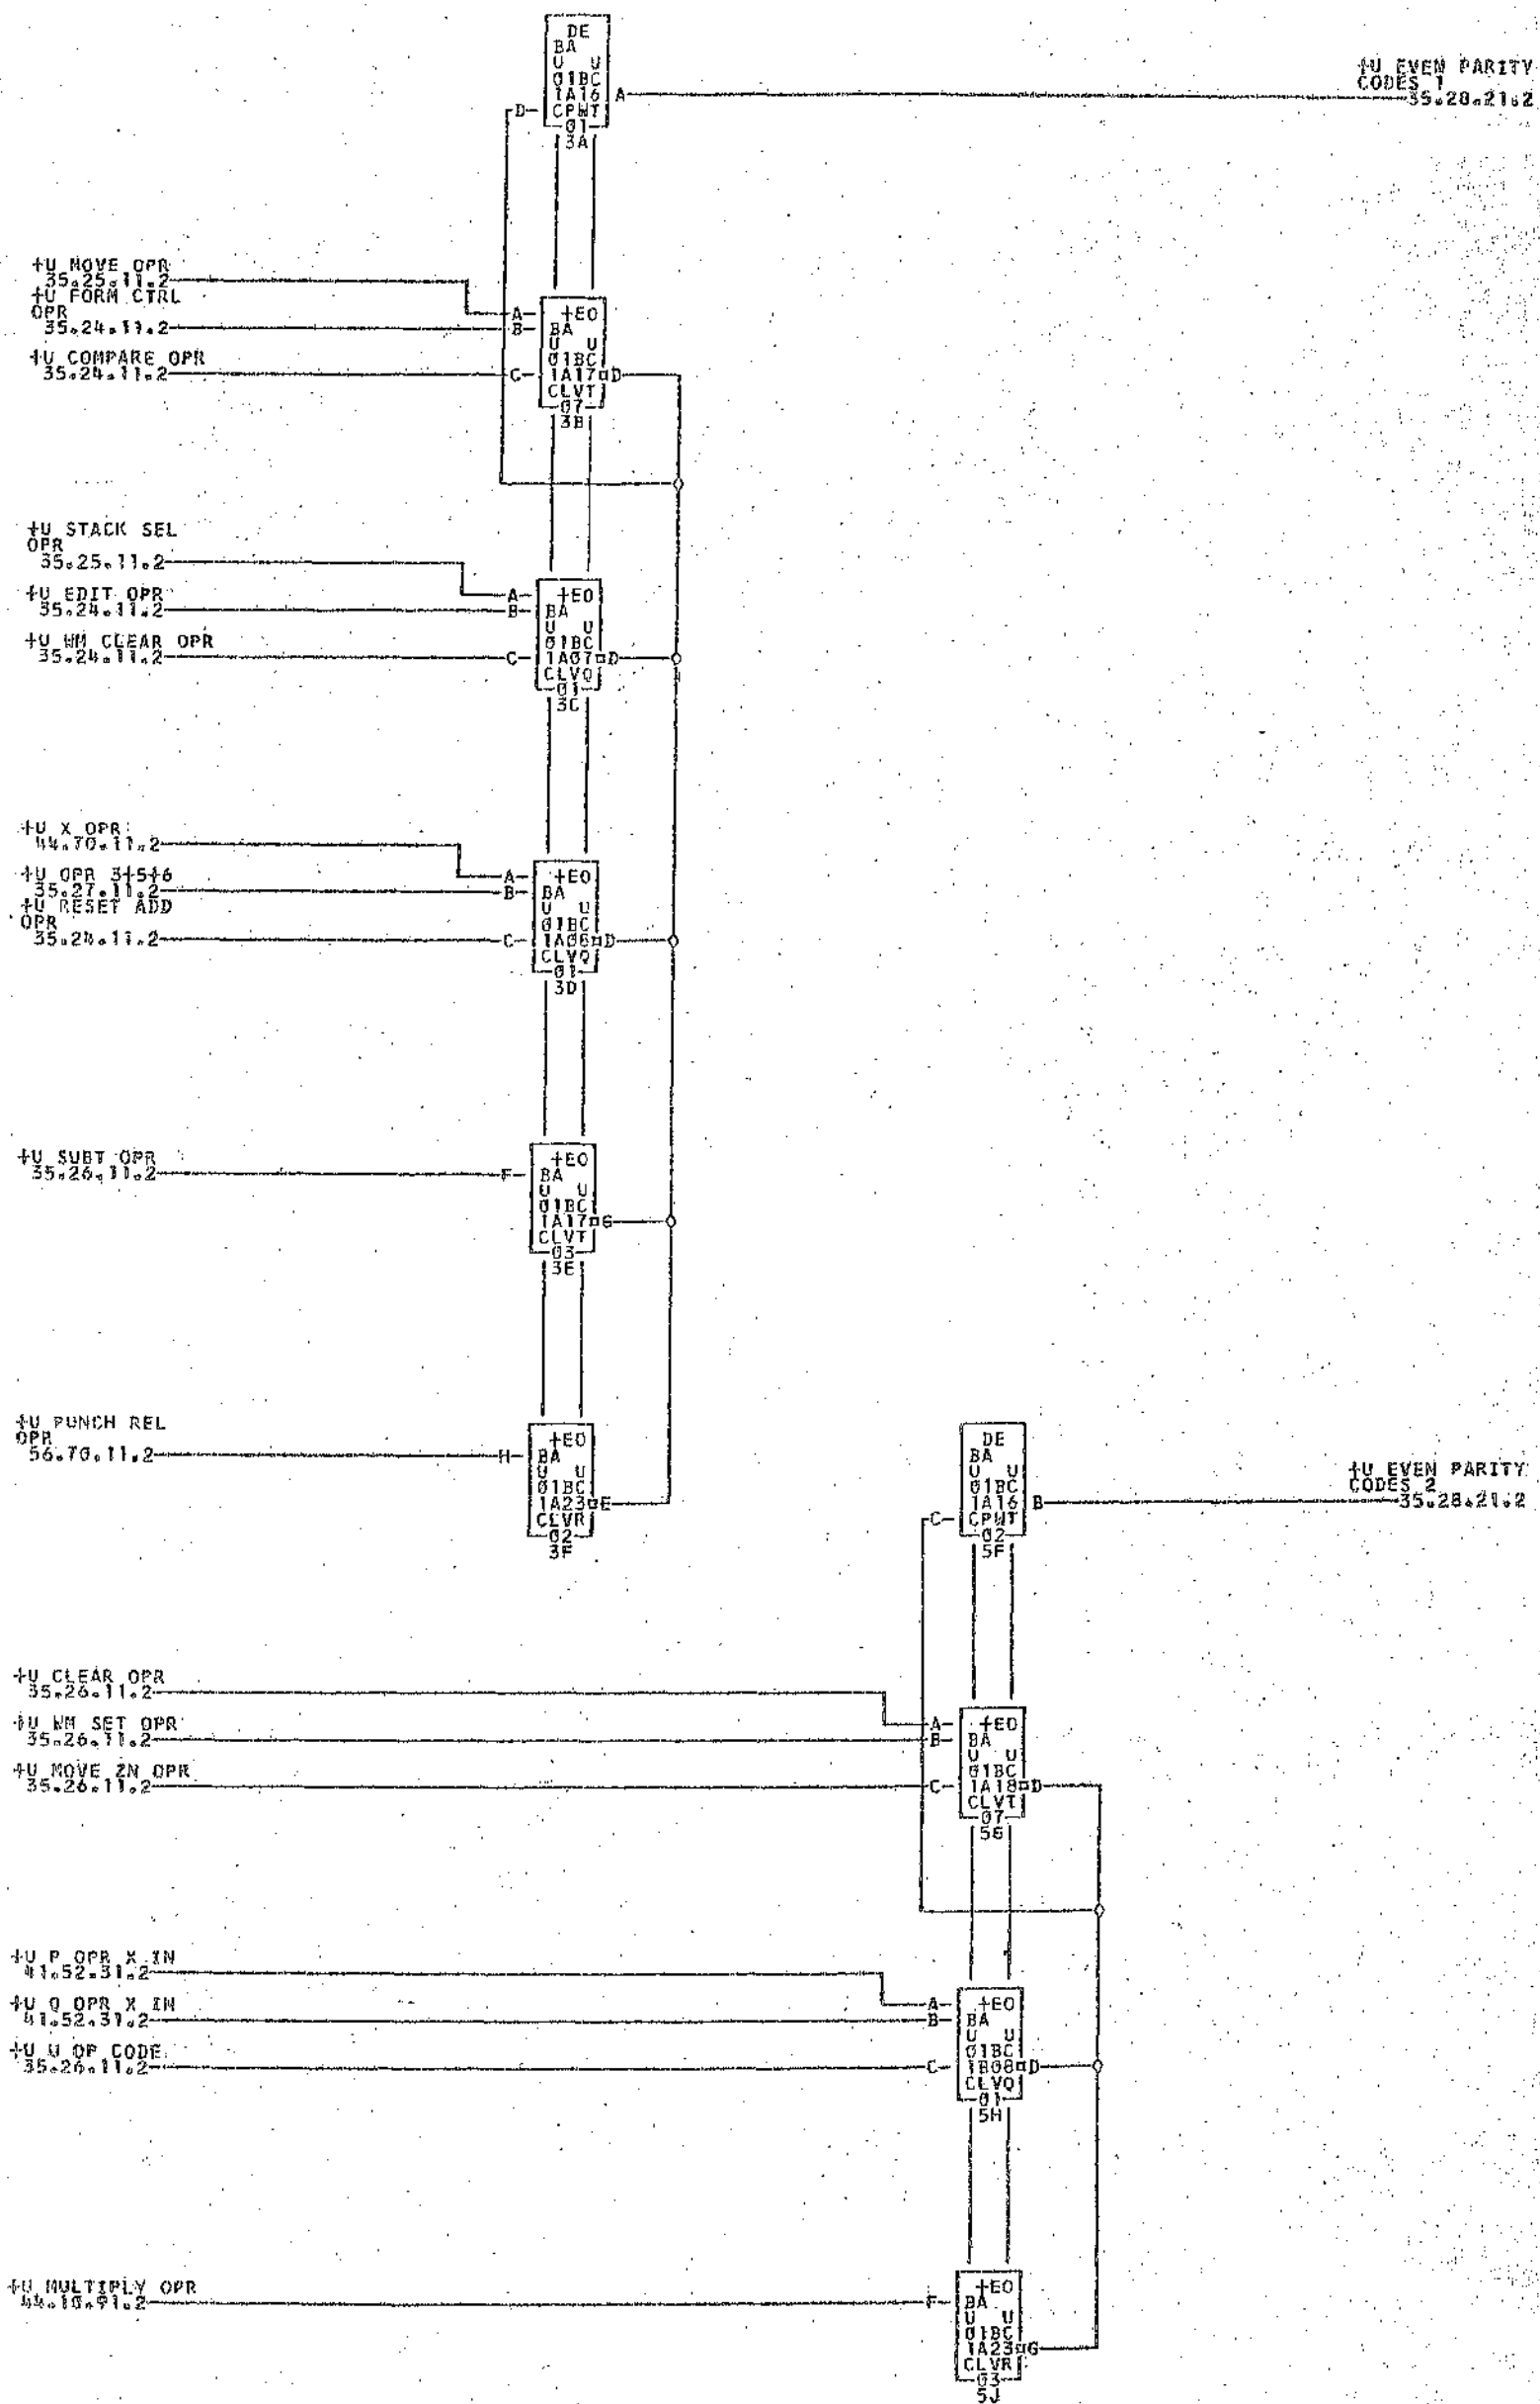 DE
BA
U U
01BC
1A16 A
D CPWT
01
3A
+U EVEN PARITY
CODES 1
35.28.21.2
+U MOVE OPR
35.25.11.2
+U FORM CTRL
OPR
35.24.11.2
+U COMPARE OPR
35.24.11.2
A +EO
B BA
U U
01BC
C 1A17 D
CLVT
07
3B
+U STACK SEL
OPR
35.25.11.2
+U EDIT OPR
35.24.11.2
+U WM CLEAR OPR
35.24.11.2
A +EO
B BA
U U
01BC
C 1A07 D
CLVQ
01
3C
+U X OPR
44.70.11.2
+U OPR 3+5+6
35.27.11.2
+U RESET ADD
OPR
35.24.11.2
A +EO
B BA
U U
01BC
C 1A06 D
CLVQ
01
3D
+U SUBT OPR
35.26.11.2
+EO
F BA
U U
01BC
1A17 G
CLVT
03
3E
+U PUNCH REL
OPR
56.70.11.2
+EO
H BA
U U
01BC
1A23 E
CLVR
02
3F
DE
BA
U U
01BC
1A16 B
C CPWT
02
5F
+U EVEN PARITY
CODES 2
35.28.21.2
+U CLEAR OPR
35.26.11.2
+U WM SET OPR
35.26.11.2
+U MOVE ZN OPR
35.26.11.2
A +EO
B BA
U U
01BC
C 1A18 D
CLVT
07
5G
+U P OPR X IN
41.52.31.2
+U Q OPR X IN
41.52.31.2
+U U OP CODE
35.26.11.2
A +EO
B BA
U U
01BC
C 1B08 D
CLVQ
01
5H
+U MULTIPLY OPR
44.10.91.2
+EO
F BA
U U
01BC
1A23 G
CLVR
03
5J